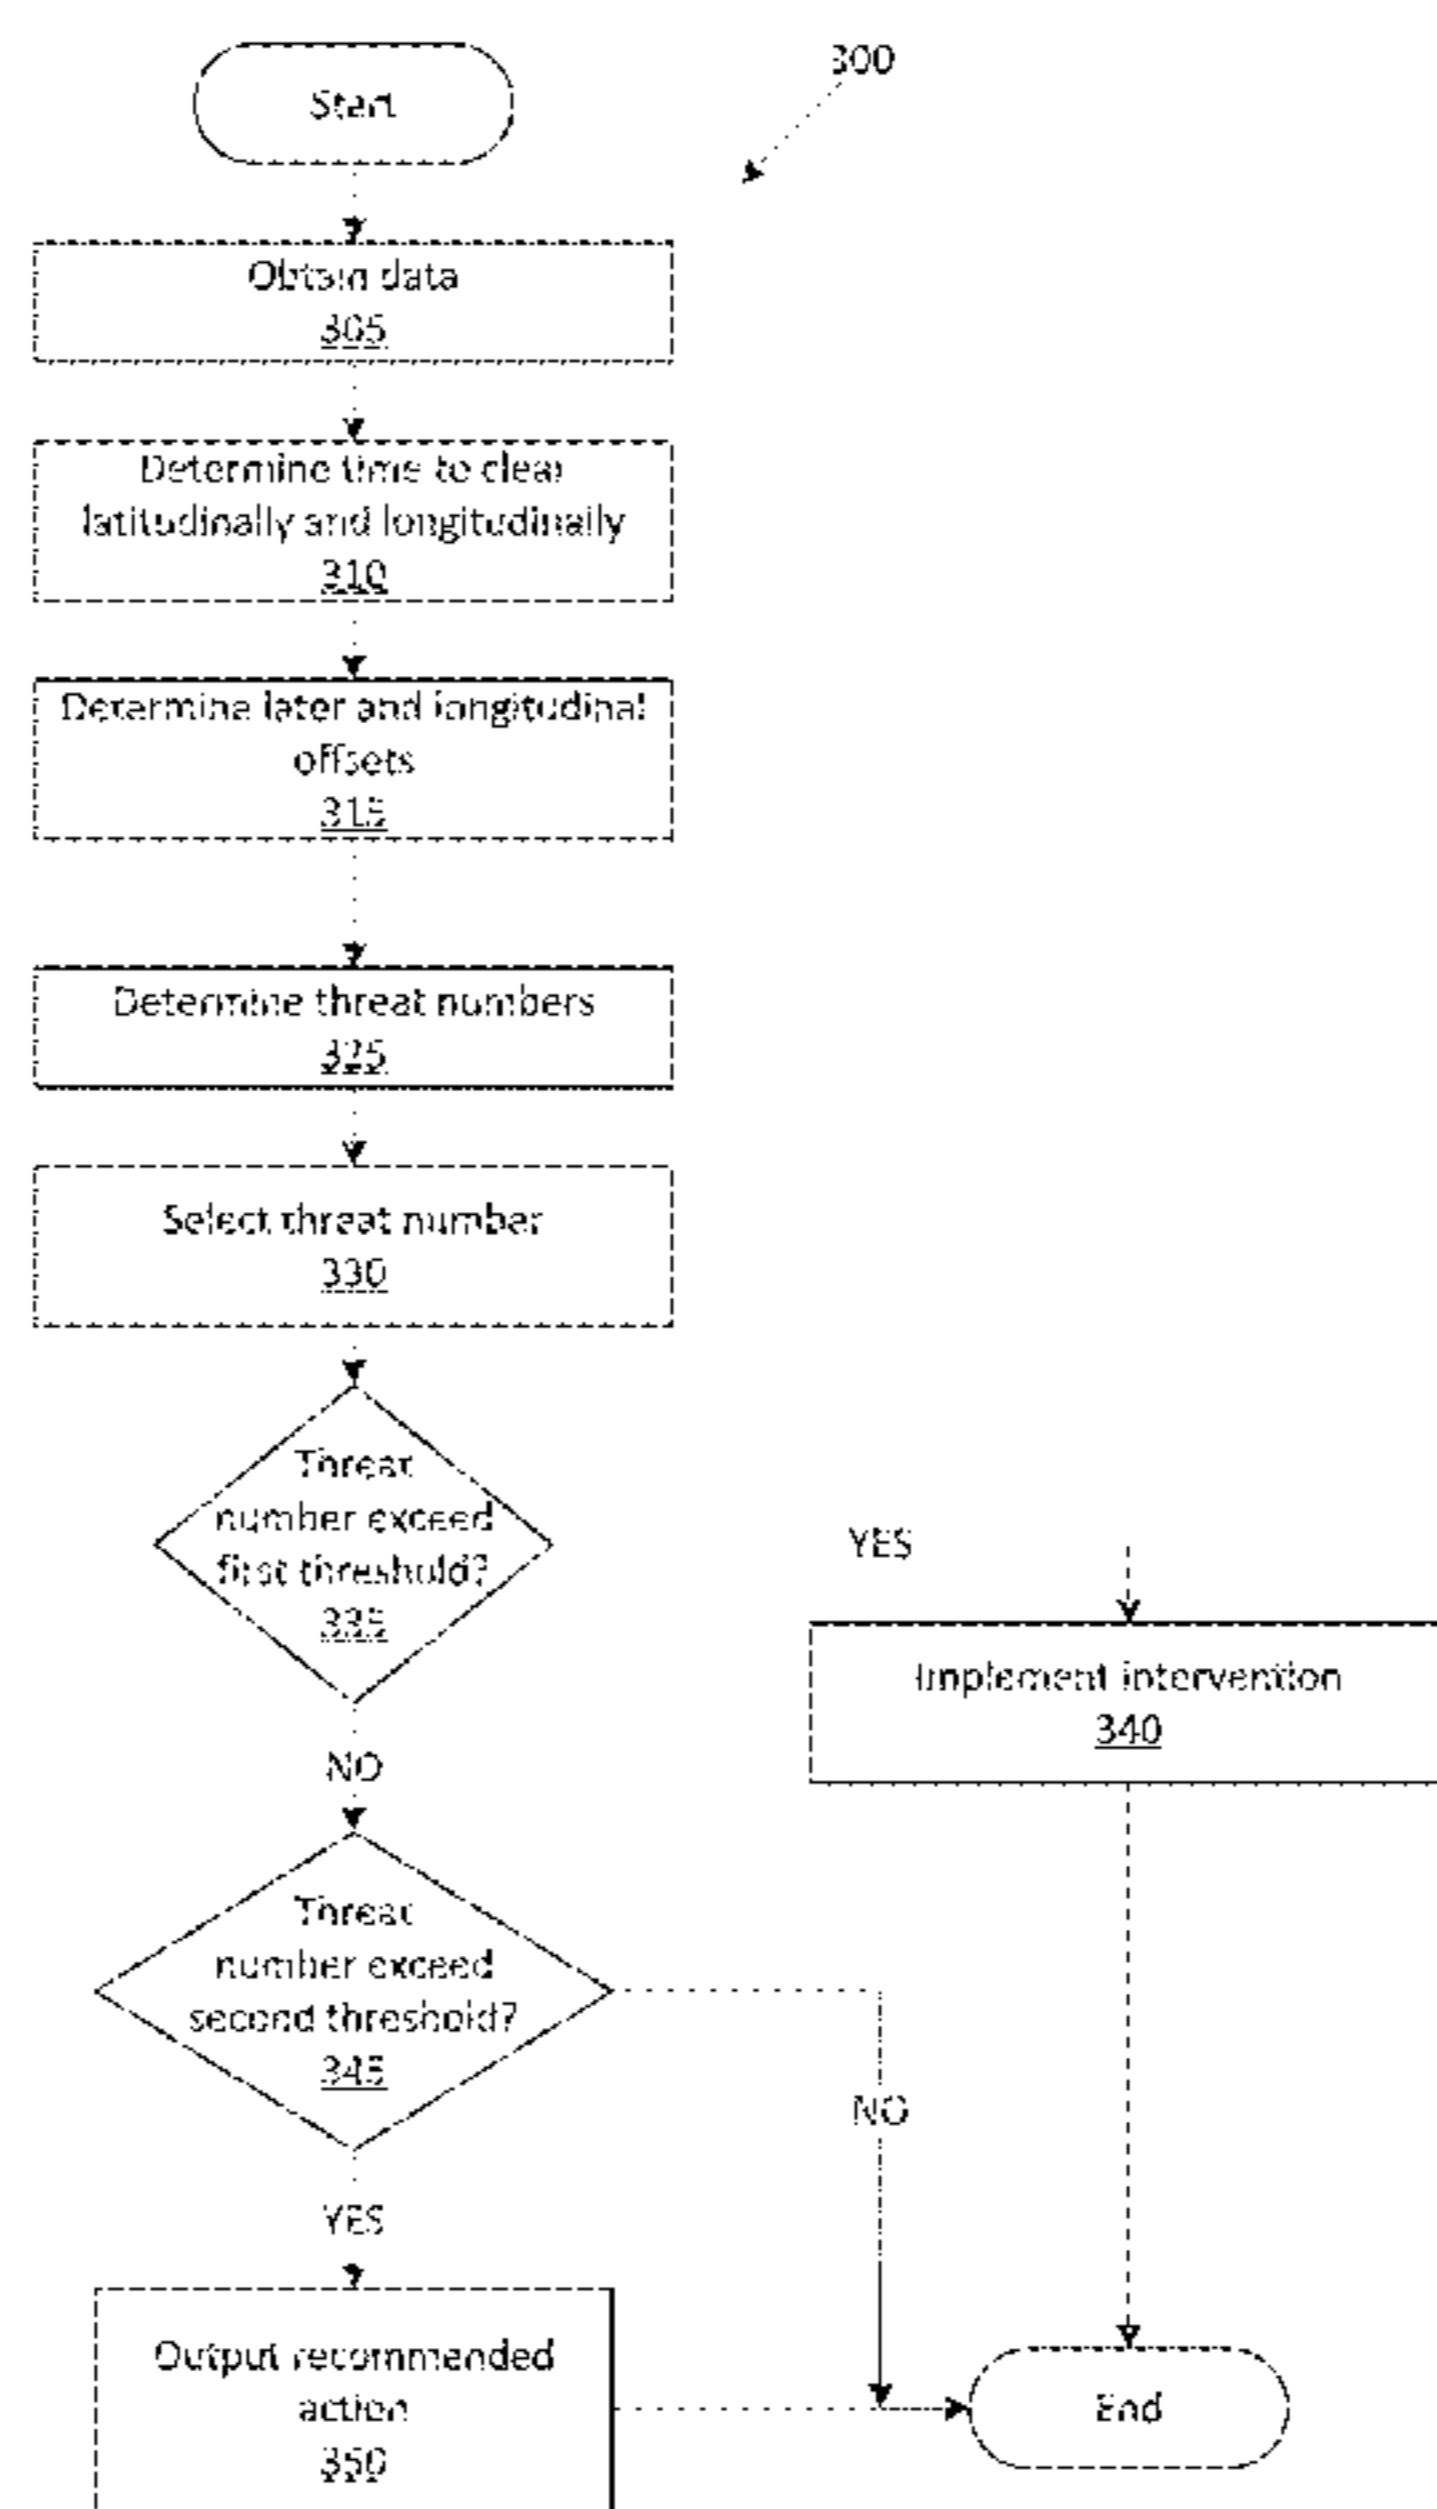 Start
300
Obtain data
305
Determine time to clear
latitudinally and longitudinally
310
Determine later and longitudinal
offsets
315
Determine threat numbers
325
Select threat number
330
Threat
number exceed
first threshold?
335
YES
Implement intervention
340
NO
Threat
number exceed
second threshold?
345
NO
YES
Output recommended
action
350
End